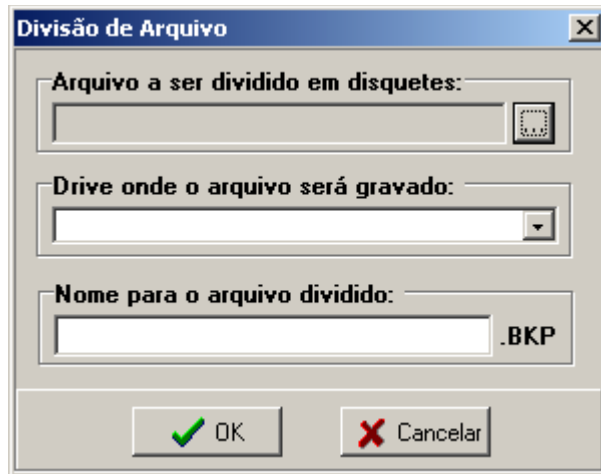 Divisão de Arquivo
Arquivo a ser dividido em disquetes:
...
Drive onde o arquivo será gravado:
Nome para o arquivo dividido:
.BKP
OK
Cancelar